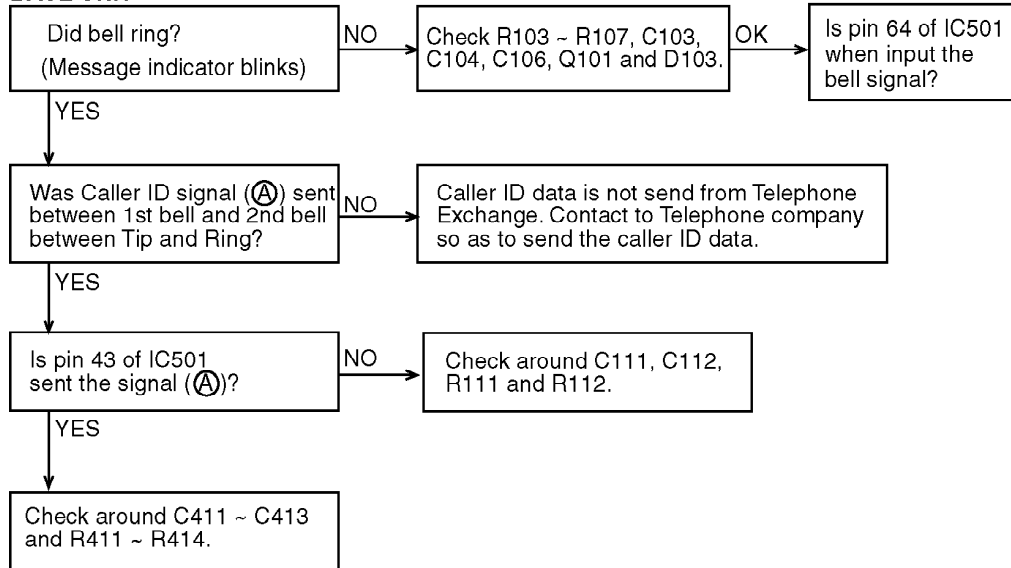 Did bell ring?
(Message indicator blinks)
NO
Check R103 ~ R107, C103,
C104, C106, Q101 and D103.
OK
Is pin 64 of IC501
when input the
bell signal?
YES
Was Caller ID signal (Ⓐ) sent
between 1st bell and 2nd bell
between Tip and Ring?
NO
Caller ID data is not send from Telephone
Exchange. Contact to Telephone company
so as to send the caller ID data.
YES
Is pin 43 of IC501
sent the signal (Ⓐ)?
NO
Check around C111, C112,
R111 and R112.
YES
Check around C411 ~ C413
and R411 ~ R414.